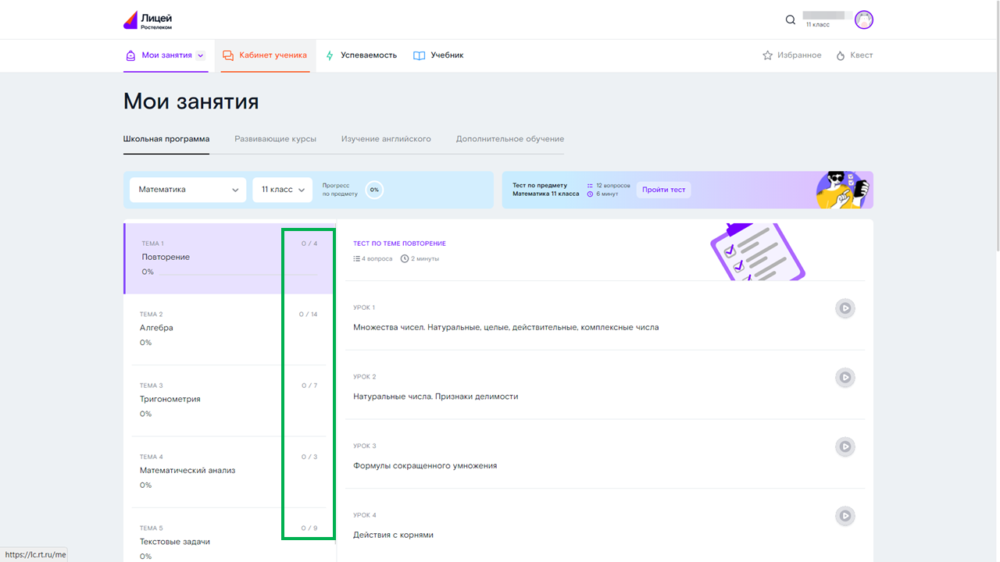 Лицей
Ростелеком
11 класс
Мои занятия
Кабинет ученика
Успеваемость
Учебник
Избранное
Квест
Мои занятия
Школьная программа
Развивающие курсы
Изучение английского
Дополнительное обучение
Математика
11 класс
Прогресс
по предмету
0%
Тест по предмету
Математика 11 класса
12 вопросов
6 минут
Пройти тест
ТЕМА 1
0 / 4
Повторение
0%
ТЕМА 2
0 / 14
Алгебра
0%
ТЕМА 3
0 / 7
Тригонометрия
0%
ТЕМА 4
0 / 3
Математический анализ
0%
ТЕМА 5
0 / 9
Текстовые задачи
0%
ТЕСТ ПО ТЕМЕ ПОВТОРЕНИЕ
4 вопроса
2 минуты
УРОК 1
Множества чисел. Натуральные, целые, действительные, комплексные числа
УРОК 2
Натуральные числа. Признаки делимости
УРОК 3
Формулы сокращенного умножения
УРОК 4
Действия с корнями
https://lc.rt.ru/me